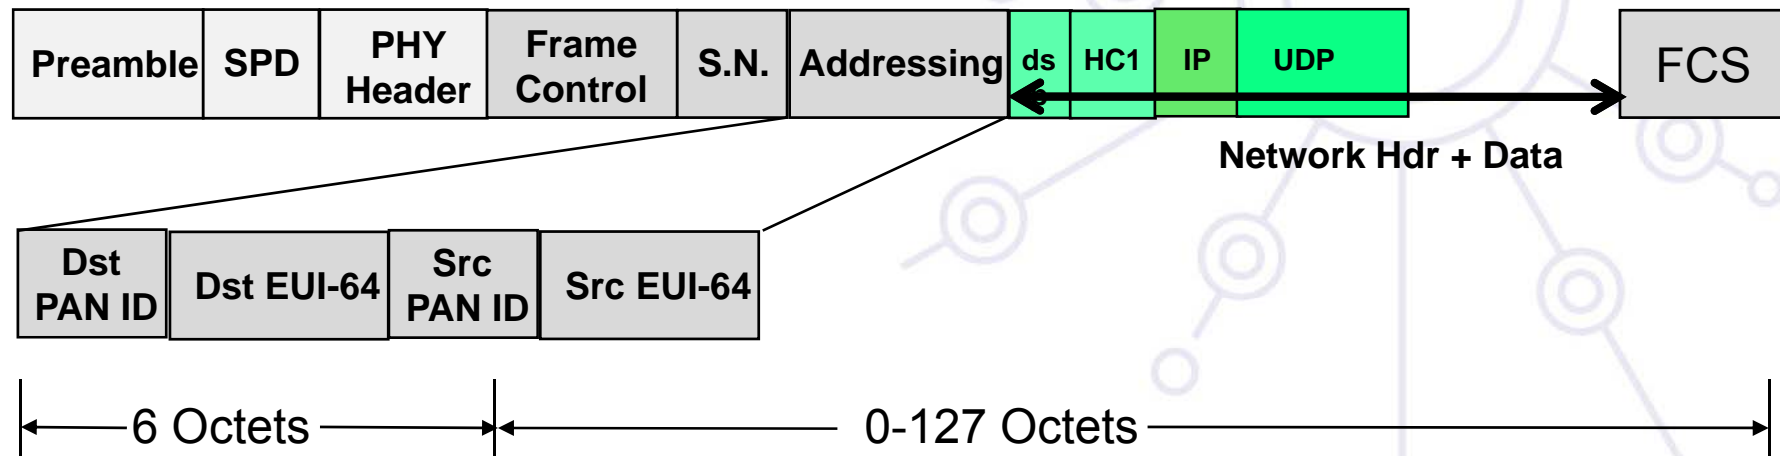 Preamble
SPD
PHY
Header
Frame
Control
S.N.
Addressing
ds
HC1
IP
UDP
FCS
Network Hdr + Data
Dst
PAN ID
Dst EUI-64
Src
PAN ID
Src EUI-64
6 Octets
0-127 Octets